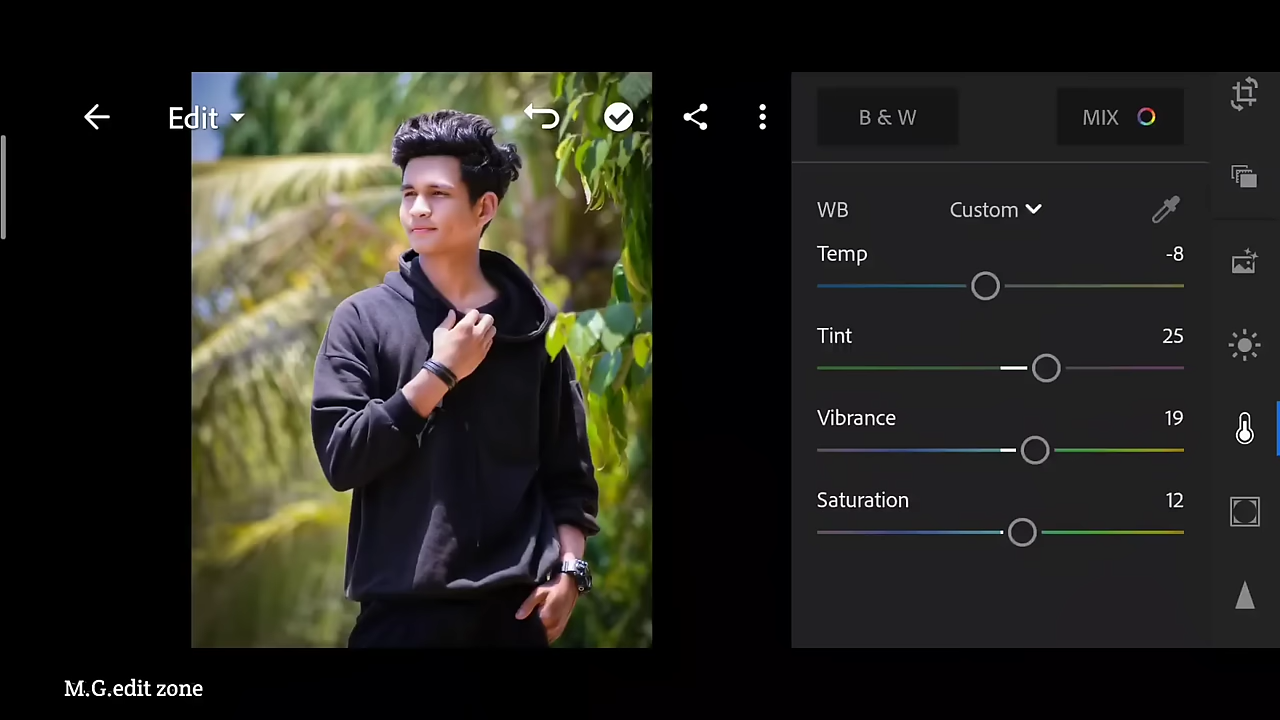 Edit
B & W
MIX
WB
Custom
Temp
-8
Tint
25
Vibrance
19
Saturation
12
M.G.edit zone